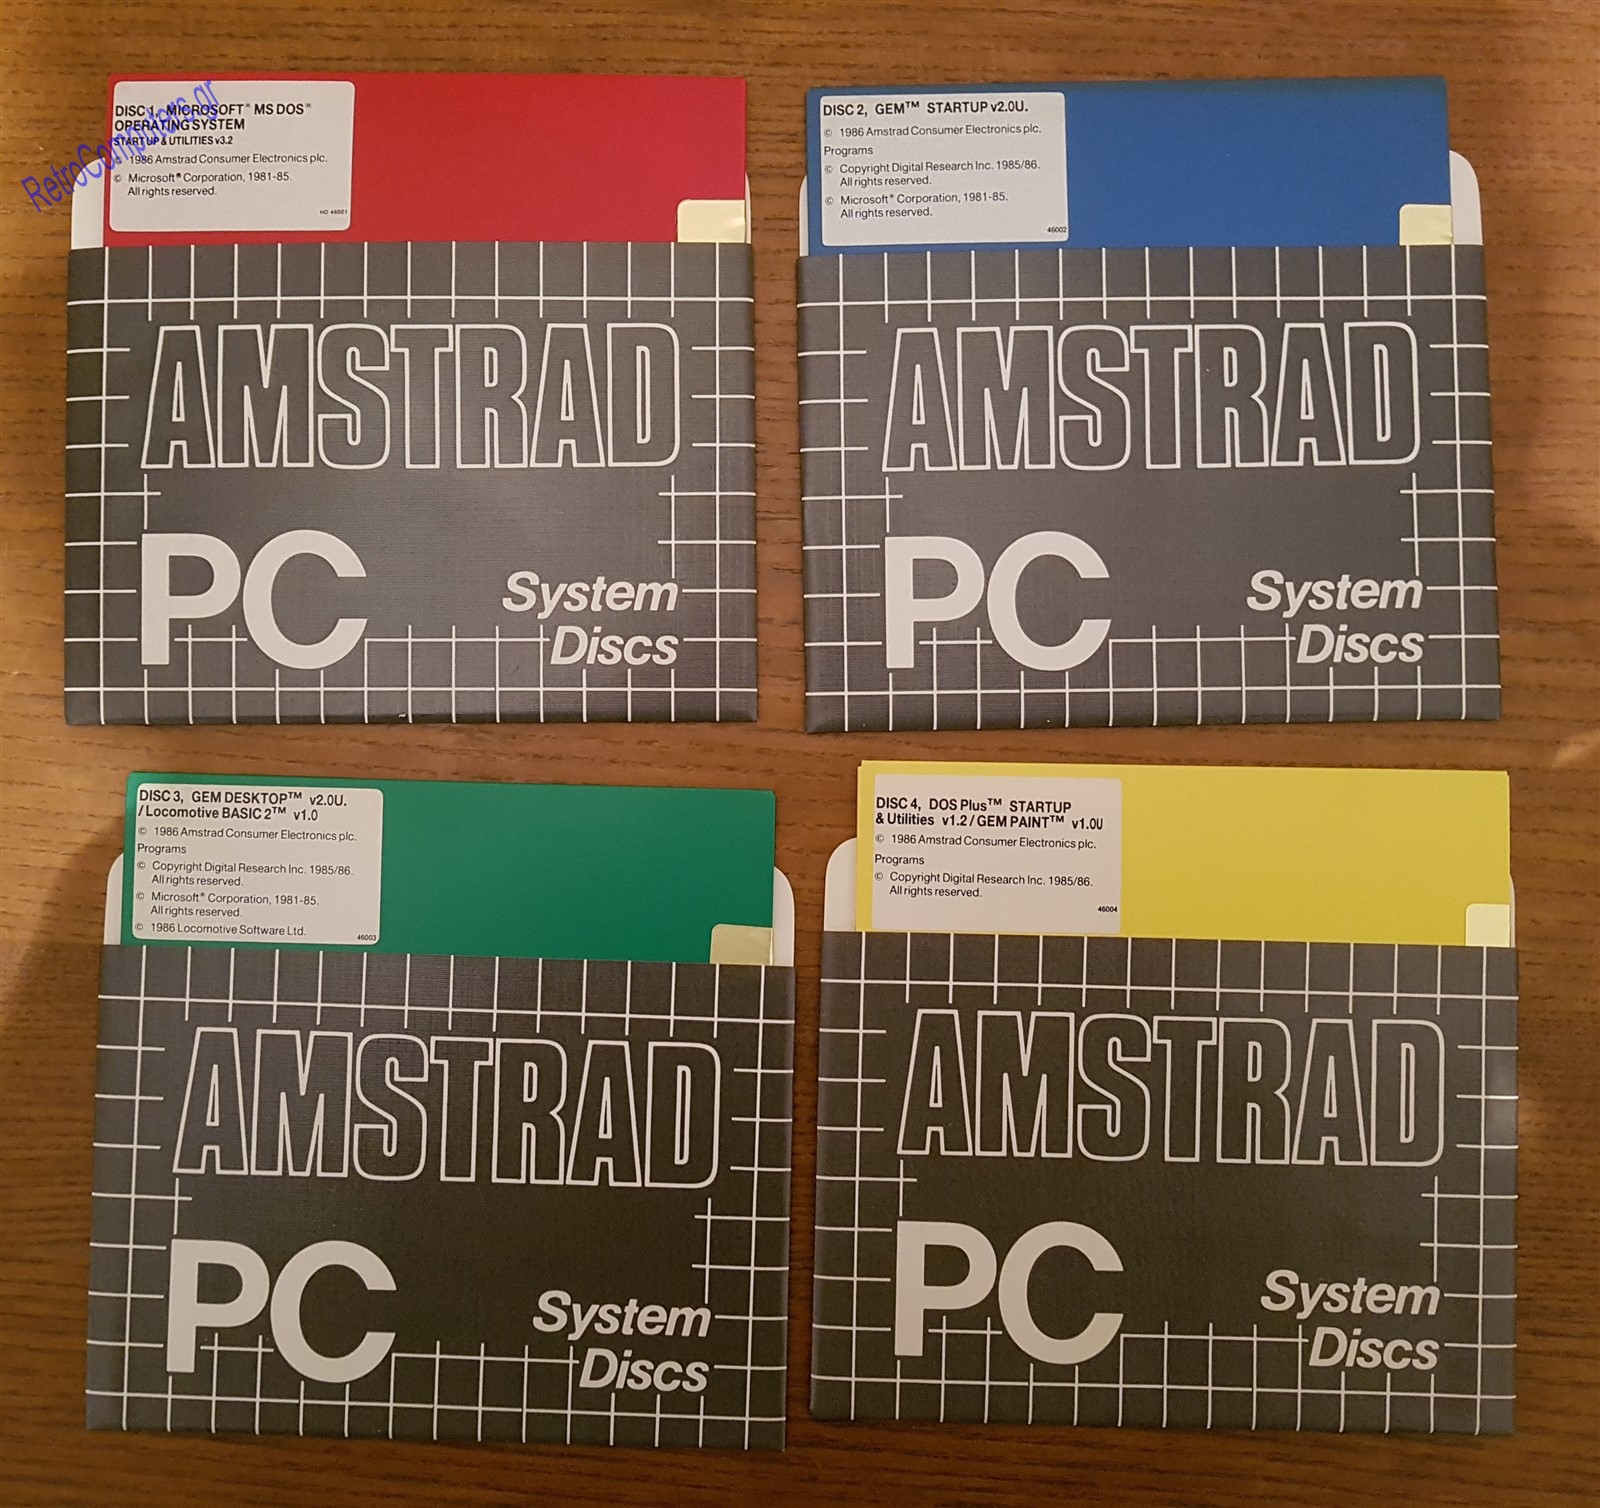 DISC 1, MICROSOFT® MS DOS®
OPERATING SYSTEM
START UP & UTILITIES v3.2
© 1986 Amstrad Consumer Electronics plc.
© Microsoft® Corporation, 1981-85.
All rights reserved.
HD 46001
RetroComputers.gr
AMSTRAD
PC
System
Discs
DISC 2, GEM™ STARTUP v2.0U.
© 1986 Amstrad Consumer Electronics plc.
Programs
© Copyright Digital Research Inc. 1985/86.
All rights reserved.
© Microsoft® Corporation, 1981-85.
All rights reserved.
46002
AMSTRAD
PC
System
Discs
DISC 3, GEM DESKTOP™ v2.0U.
/ Locomotive BASIC 2™ v1.0
© 1986 Amstrad Consumer Electronics plc.
Programs
© Copyright Digital Research Inc. 1985/86.
All rights reserved.
© Microsoft® Corporation, 1981-85.
All rights reserved.
© 1986 Locomotive Software Ltd.
46003
AMSTRAD
PC
System
Discs
DISC 4, DOS Plus™ STARTUP
& Utilities v1.2 / GEM PAINT™ v1.0U
© 1986 Amstrad Consumer Electronics plc.
Programs
© Copyright Digital Research Inc. 1985/86.
All rights reserved.
46004
AMSTRAD
PC
System
Discs